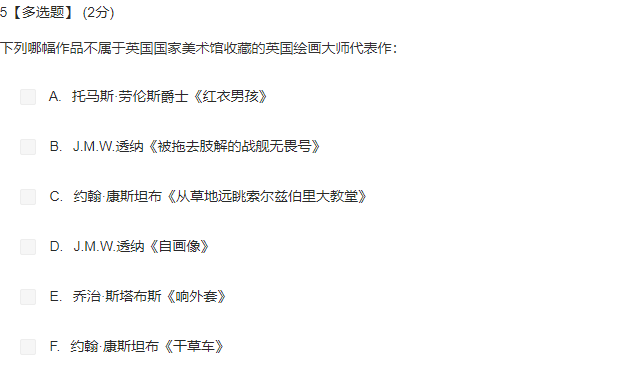 5【多选题】 (2分)
下列哪幅作品不属于英国国家美术馆收藏的英国绘画大师代表作：
A. 托马斯·劳伦斯爵士《红衣男孩》
B. J.M.W.透纳《被拖去肢解的战舰无畏号》
C. 约翰·康斯坦布《从草地远眺索尔兹伯里大教堂》
D. J.M.W.透纳《自画像》
E. 乔治·斯塔布斯《响外套》
F. 约翰·康斯坦布《干草车》